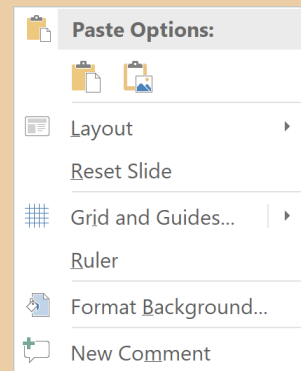 Paste Options:
Layout
Reset Slide
Grid and Guides...
Ruler
Format Background...
New Comment